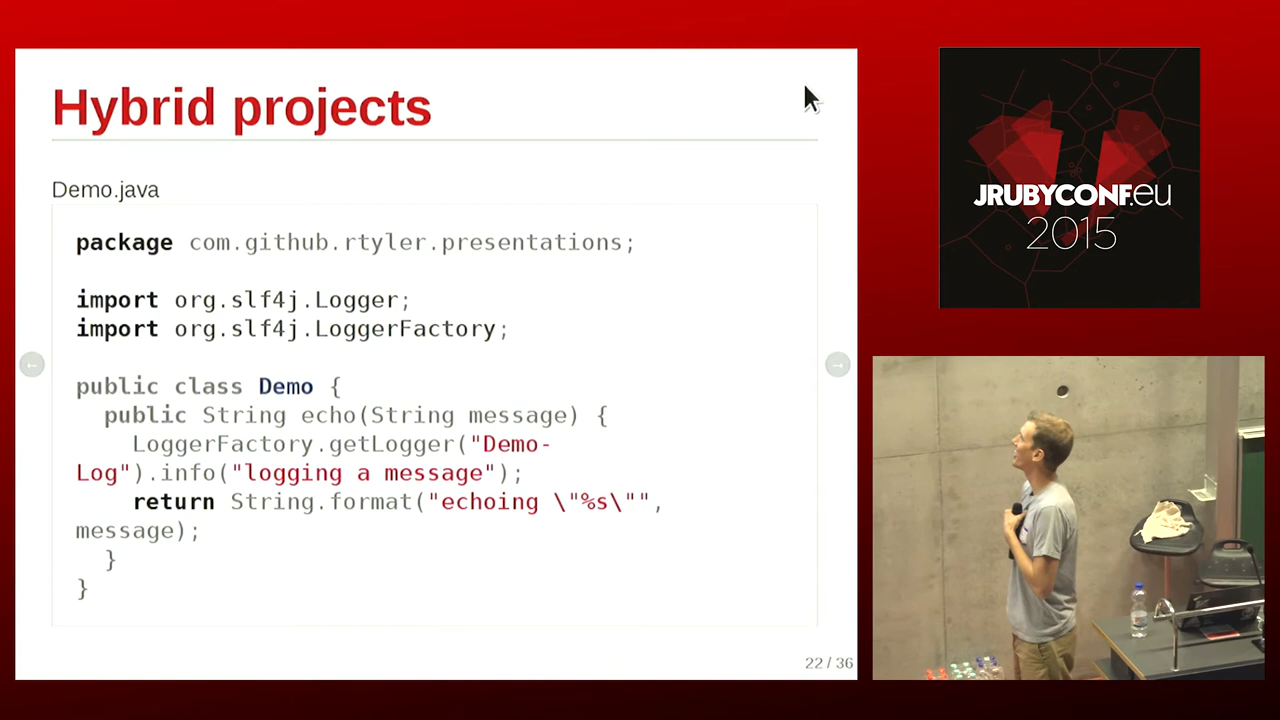 Hybrid projects
Demo.java
package com.github.rtyler.presentations;
import org.slf4j.Logger;
import org.slf4j.LoggerFactory;
public class Demo {
public String echo(String message) {
LoggerFactory.getLogger("Demo-
Log").info("logging a message");
return String.format("echoing \"%s\"",
message);
}
}
22 / 36
JRUBYCONF.eu
2015